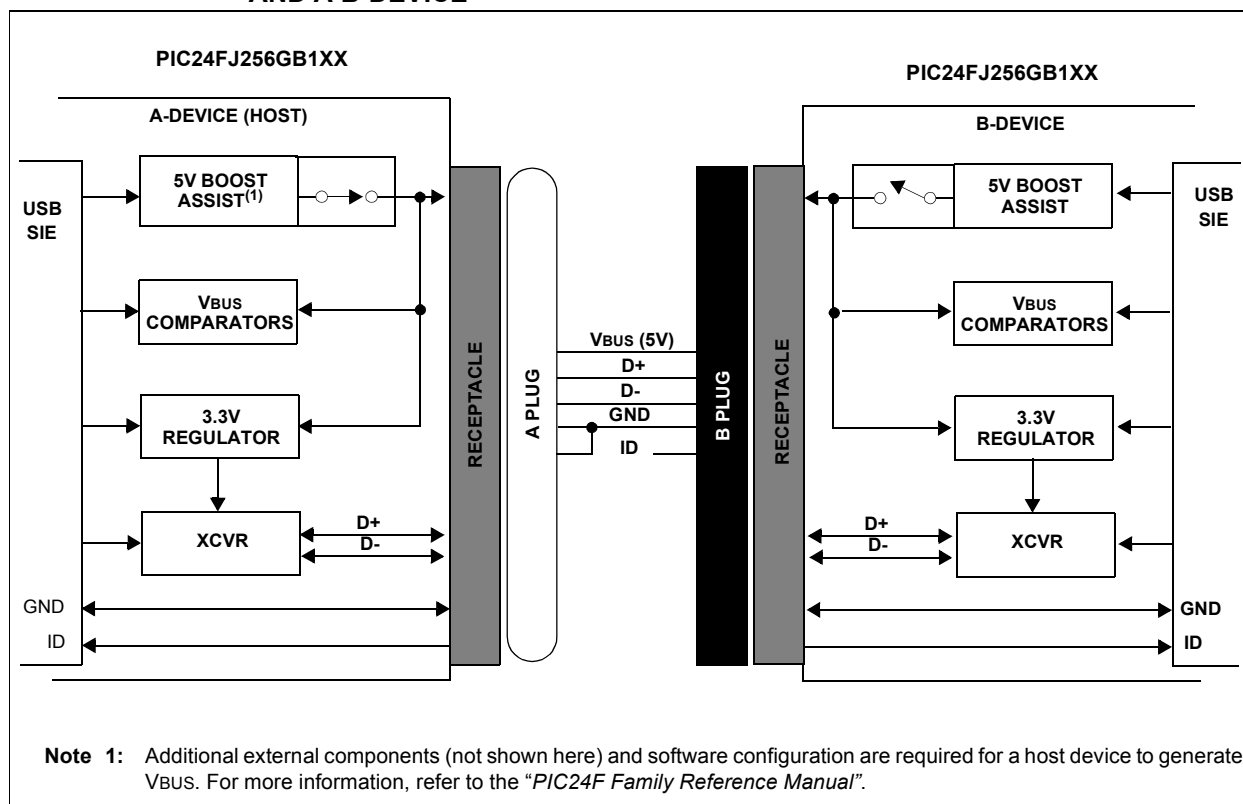 AND A B-DEVICE
PIC24FJ256GB1XX
A-DEVICE (HOST)
USB
SIE
5V BOOST
ASSIST(1)
VBUS
COMPARATORS
3.3V
REGULATOR
XCVR
D+
D-
GND
ID
RECEPTACLE
A PLUG
VBUS (5V)
D+
D-
GND
ID
B PLUG
RECEPTACLE
PIC24FJ256GB1XX
B-DEVICE
5V BOOST
ASSIST
USB
SIE
VBUS
COMPARATORS
3.3V
REGULATOR
D+
D-
XCVR
GND
ID
Note 1: Additional external components (not shown here) and software configuration are required for a host device to generate
VBUS. For more information, refer to the “PIC24F Family Reference Manual”.